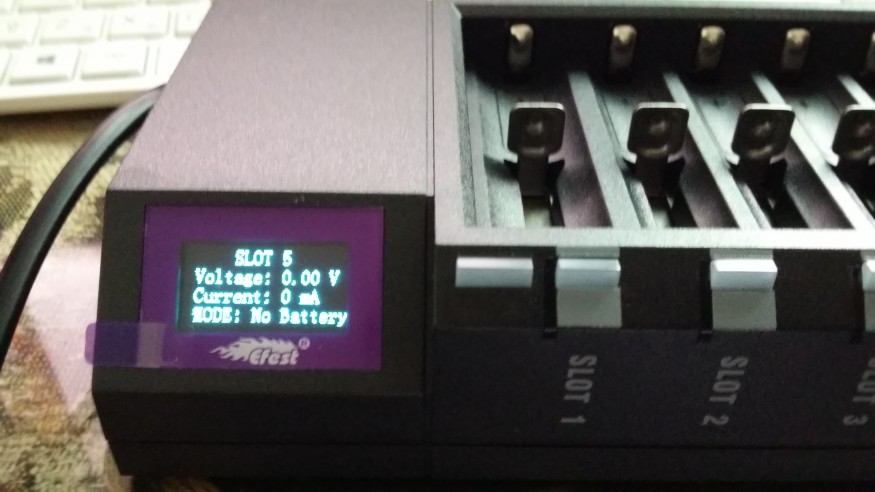 SLOT 5
Voltage: 0.00 V
Current: 0 mA
MODE: No Battery
Efest®
SLOT 1
SLOT 2
SLOT 3